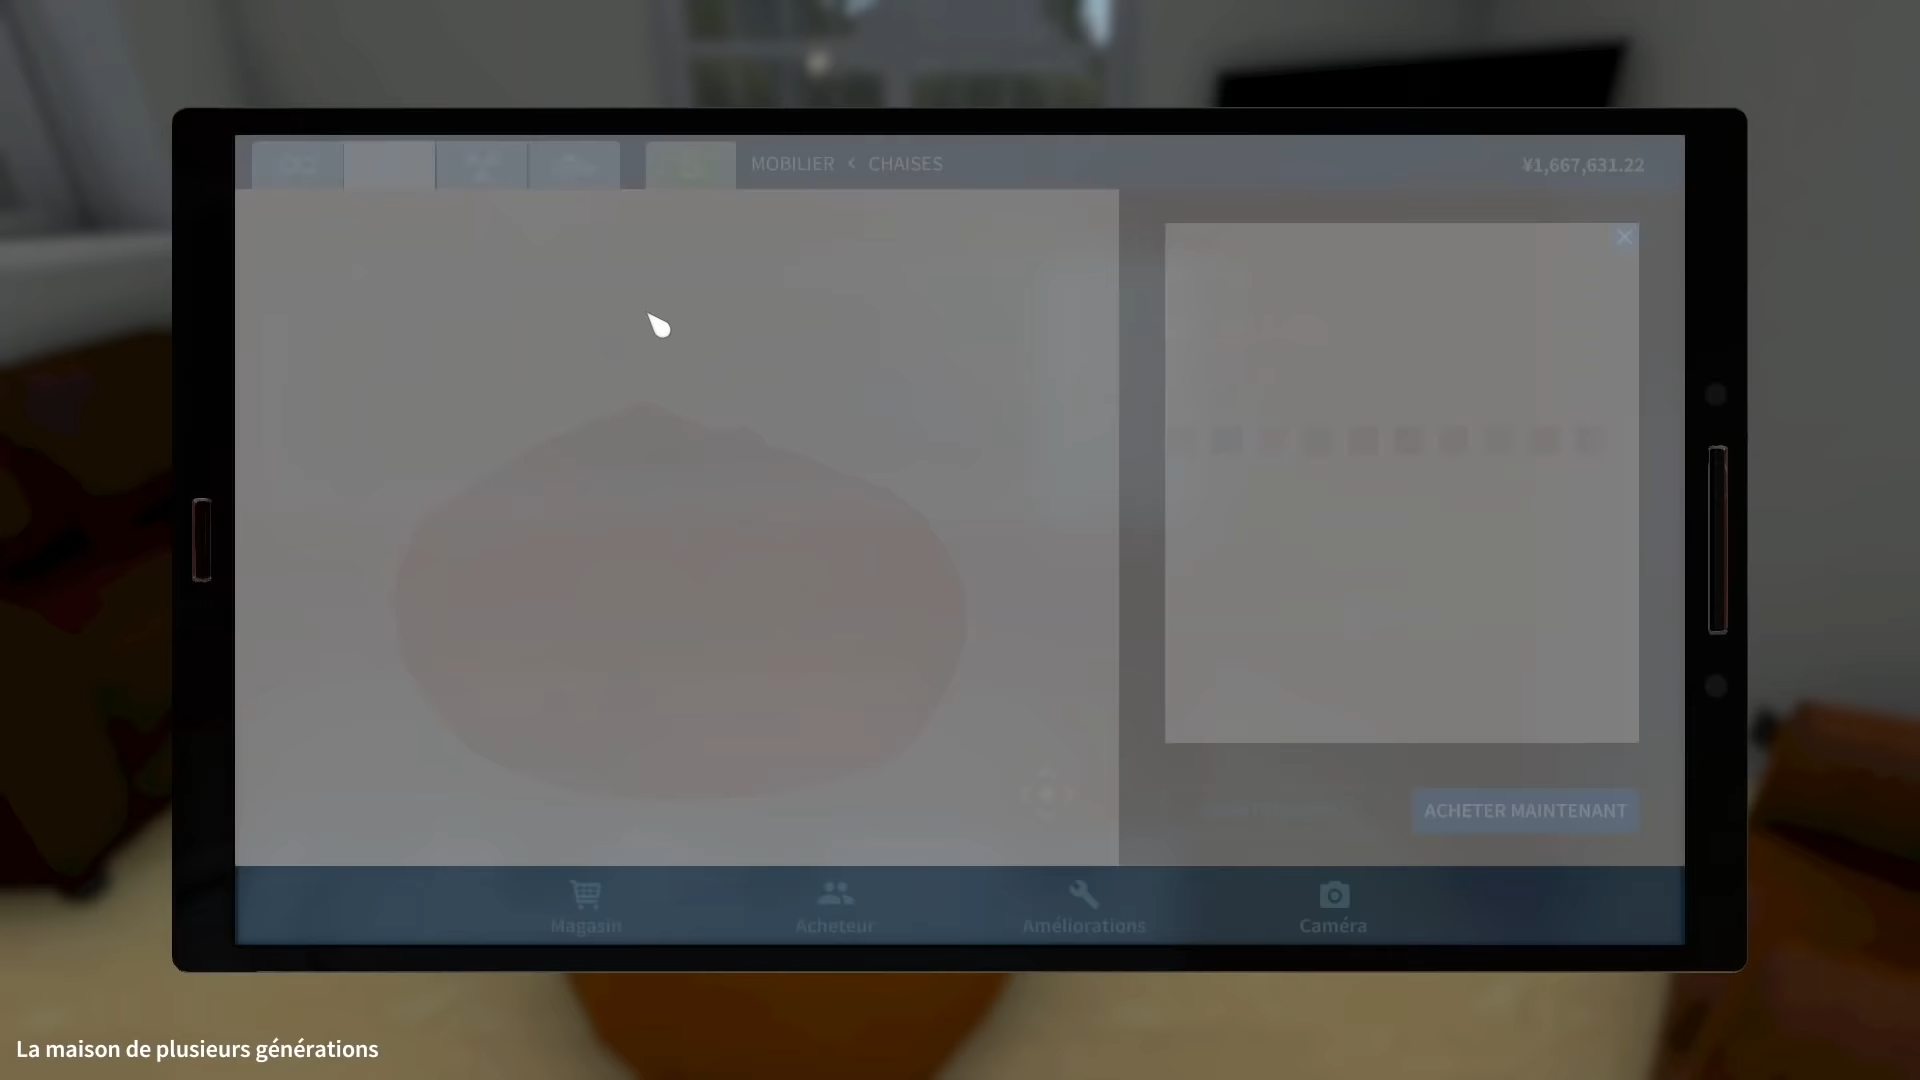 MOBILIER < CHAISES
¥1,667,631.22
ACHETER MAINTENANT
Magasin
Acheteur
Améliorations
Caméra
La maison de plusieurs générations